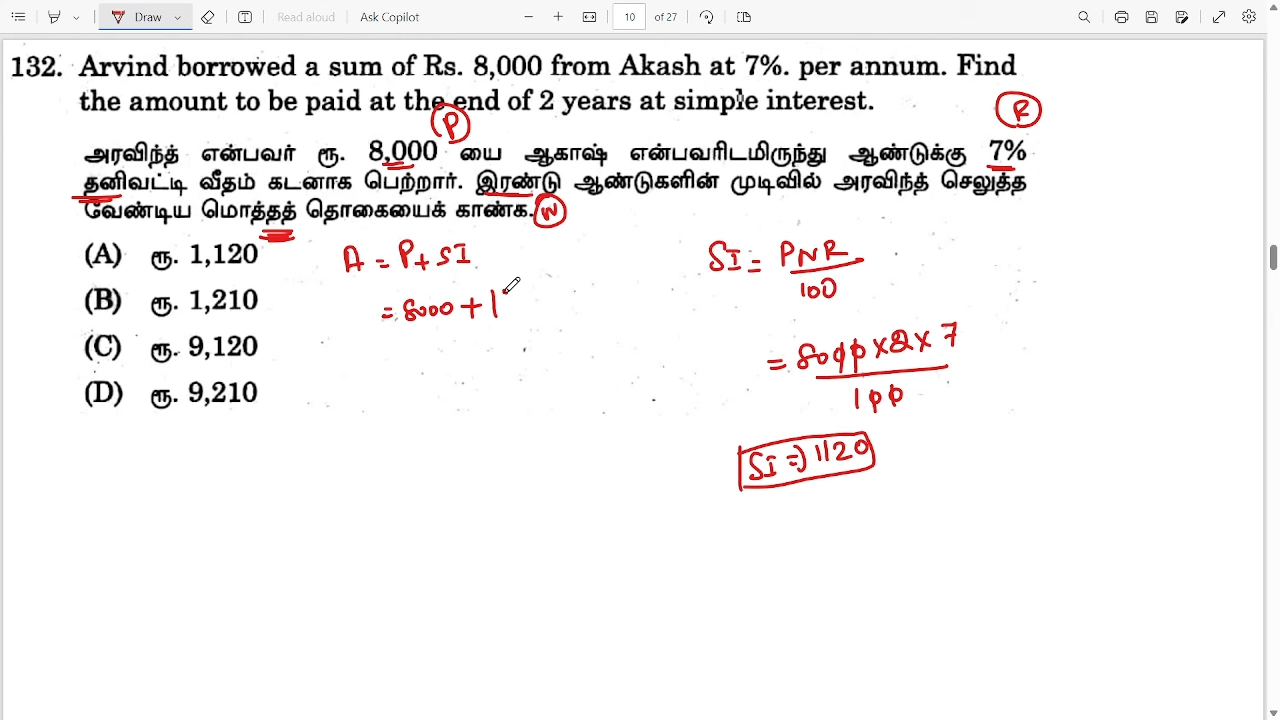 Draw
Read aloud
Ask Copilot
10
of 27
132. Arvind borrowed a sum of Rs. 8,000 from Akash at 7%. per annum. Find
the amount to be paid at the end of 2 years at simple interest.
P
R
அரவிந்த் என்பவர் ரூ. 8,000 யை ஆகாஷ் என்பவரிடமிருந்து ஆண்டுக்கு 7%
தனிவட்டி வீதம் கடனாக பெற்றார். இரண்டு ஆண்டுகளின் முடிவில் அரவிந்த் செலுத்த
வேண்டிய மொத்தத் தொகையைக் காண்க.
N
(A) ரூ. 1,120
(B) ரூ. 1,210
(C) ரூ. 9,120
(D) ரூ. 9,210
A = P + SI
= 8000 + 1
SI = PNR
100
= 8000 x 2 x 7
100
SI => 1120